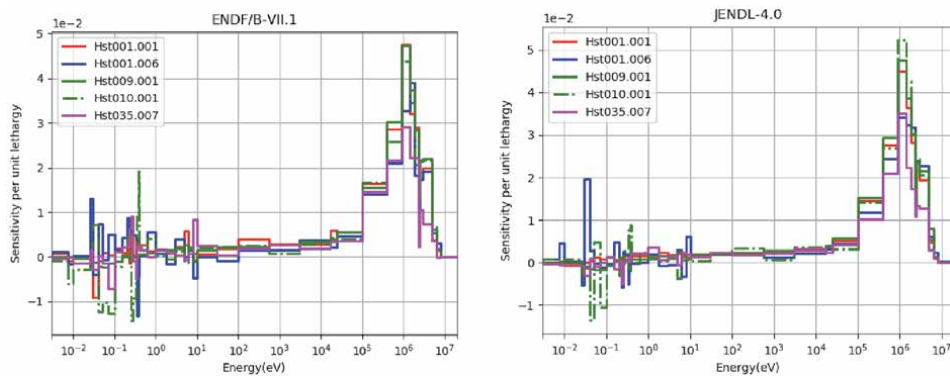 ENDF/B-VII.1
1e−2
5
4
3
2
1
0
−1
Sensitivity per unit lethargy
Hst001.001
Hst001.006
Hst009.001
Hst010.001
Hst035.007
10−2 10−1 100 101 102 103 104 105 106 107
Energy(eV)
JENDL-4.0
1e−2
5
4
3
2
1
0
−1
Sensitivity per unit lethargy
Hst001.001
Hst001.006
Hst009.001
Hst010.001
Hst035.007
10−2 10−1 100 101 102 103 104 105 106 107
Energy(eV)